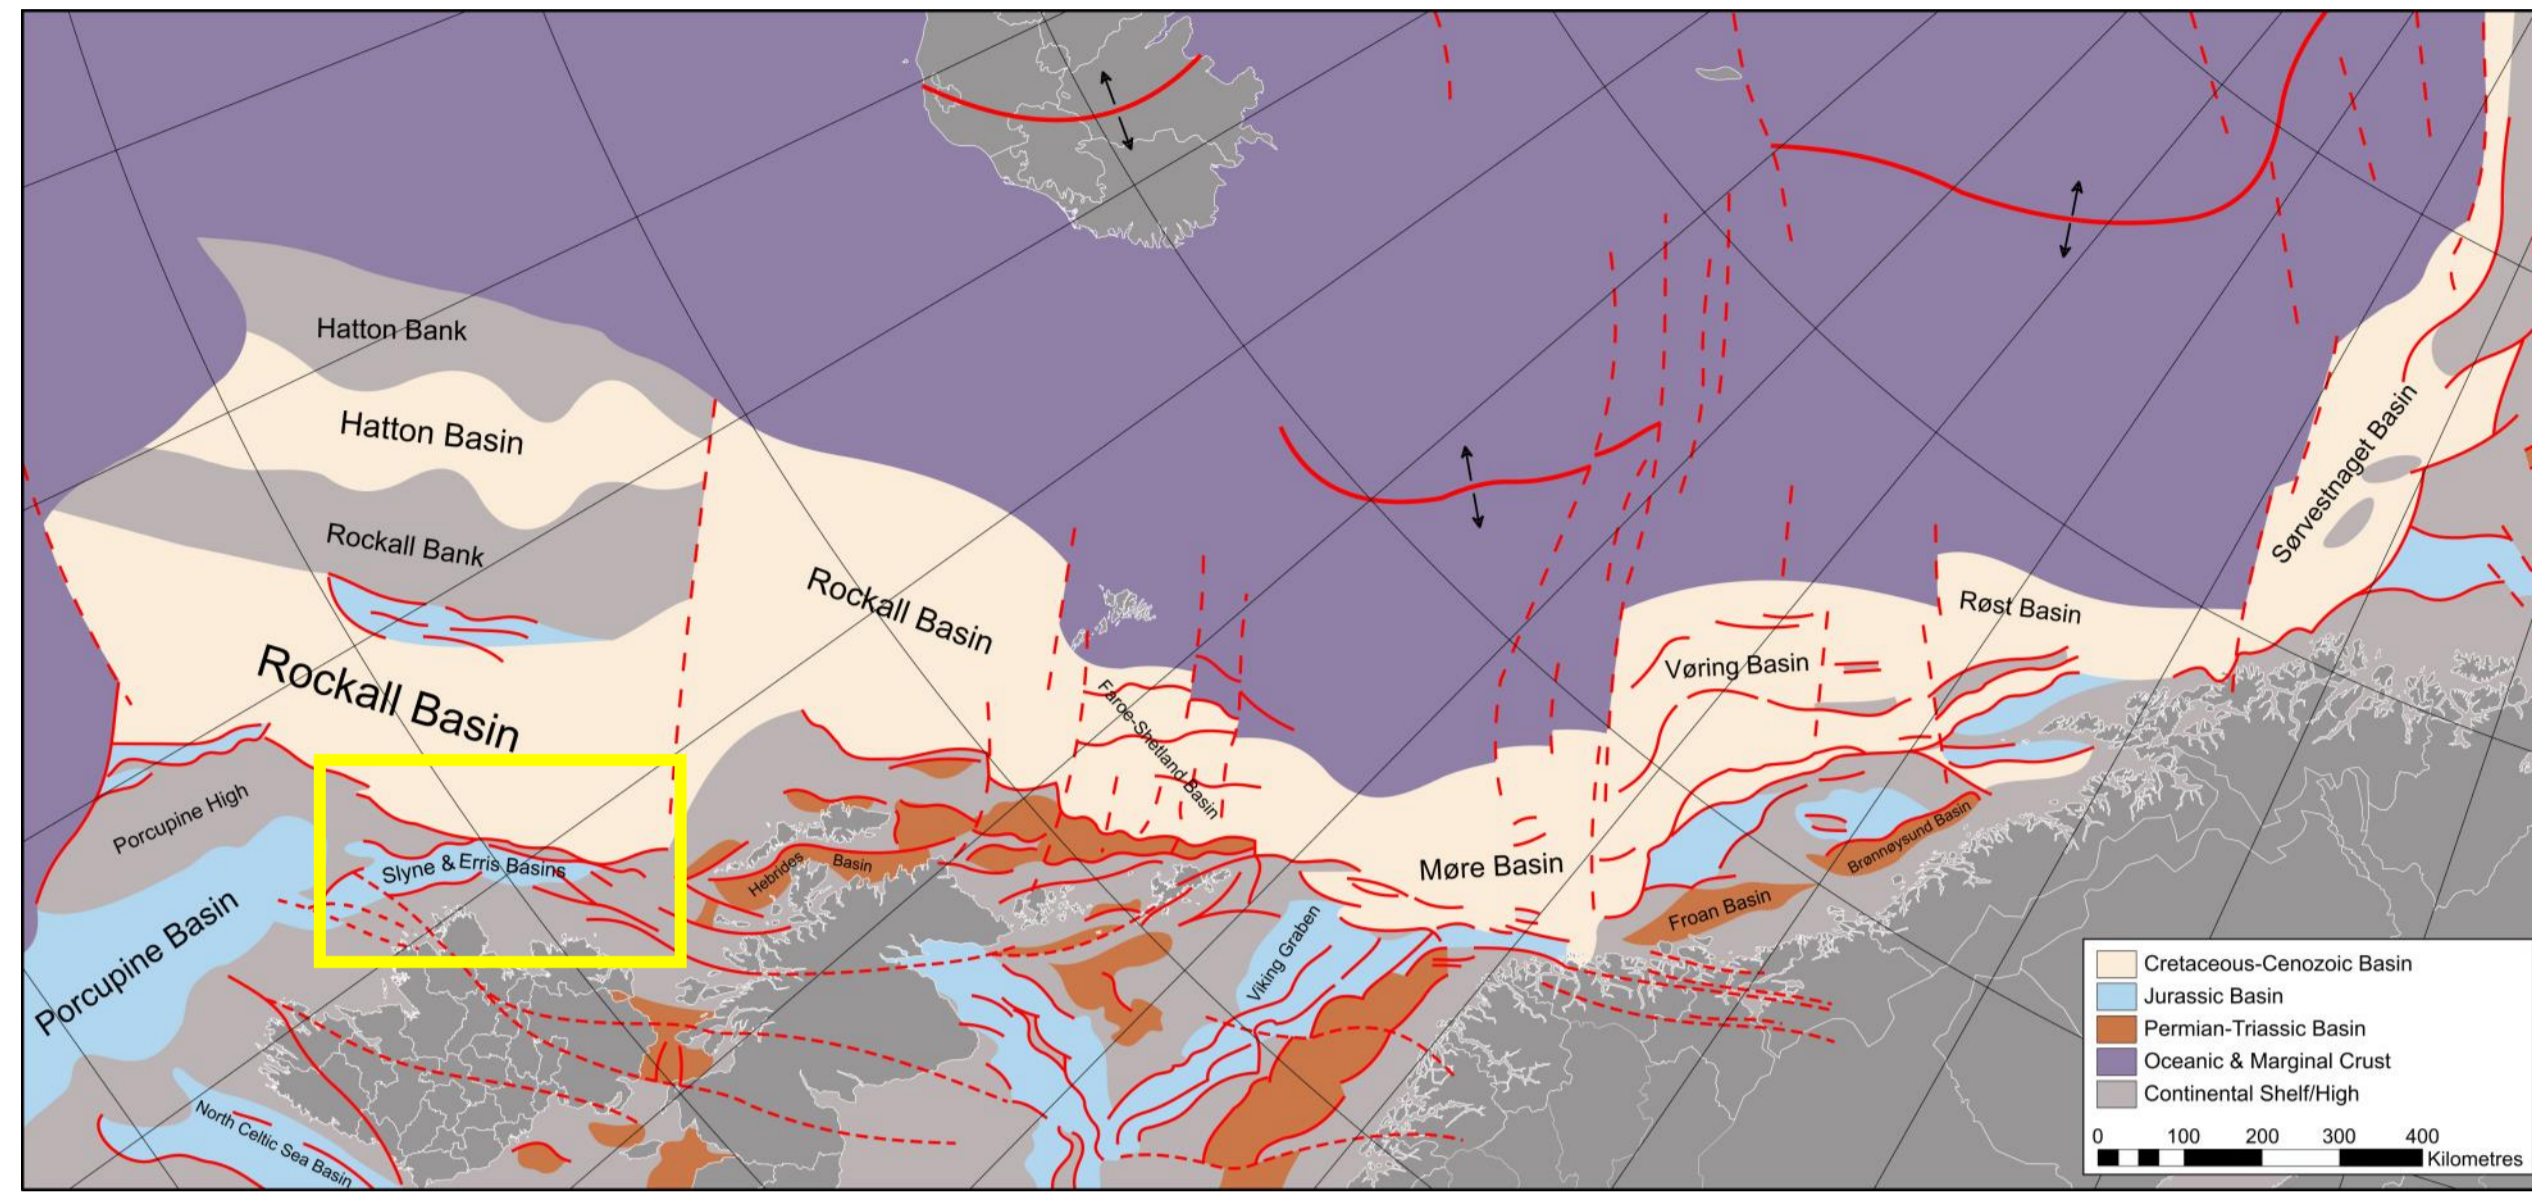 Hatton Bank
Hatton Basin
Rockall Bank
Rockall Basin
Rockall Basin
Faroe-Shetland Basin
Vøring Basin
Røst Basin
Sørvestnaget Basin
Porcupine High
Slyne & Erris Basins
Hebrides Basin
Møre Basin
Brønnøysund Basin
Froan Basin
Porcupine Basin
Viking Graben
North Celtic Sea Basin
Cretaceous-Cenozoic Basin
Jurassic Basin
Permian-Triassic Basin
Oceanic & Marginal Crust
Continental Shelf/High
0 100 200 300 400
Kilometres